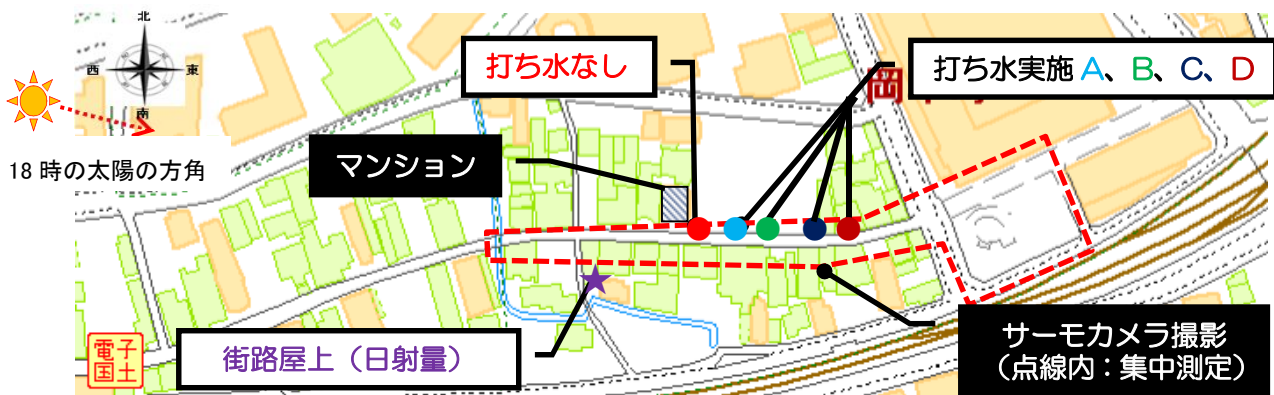 北
西
東
南
18 時の太陽の方角
打ち水なし
打ち水実施 A、B、C、D
岡
マンション
街路屋上（日射量）
サーモカメラ撮影
（点線内：集中測定）
電子
国土